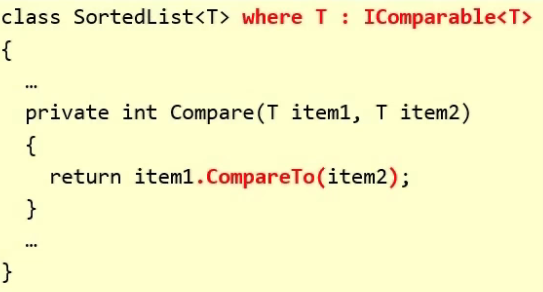 class SortedList<T> where T : IComparable<T>
{
  …
  private int Compare(T item1, T item2)
  {
    return item1.CompareTo(item2);
  }
  …
}